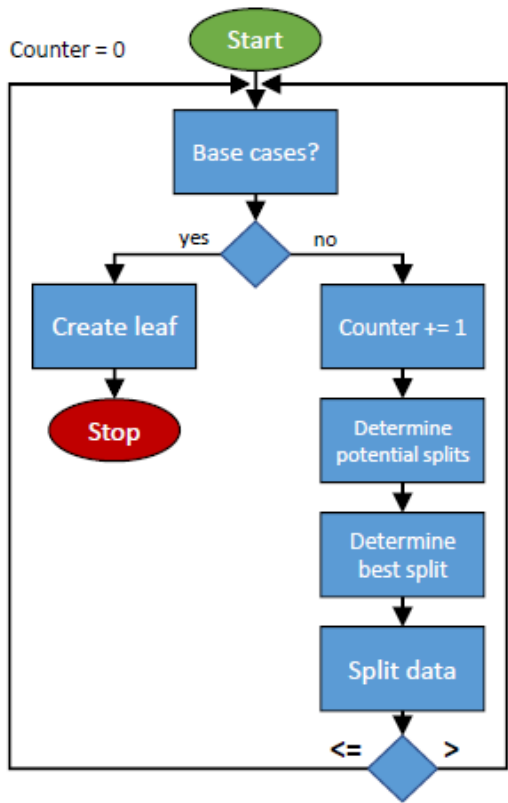 Start
Counter = 0
Base cases?
yes
no
Create leaf
Counter += 1
Stop
Determine
potential splits
Determine
best split
Split data
<=
>